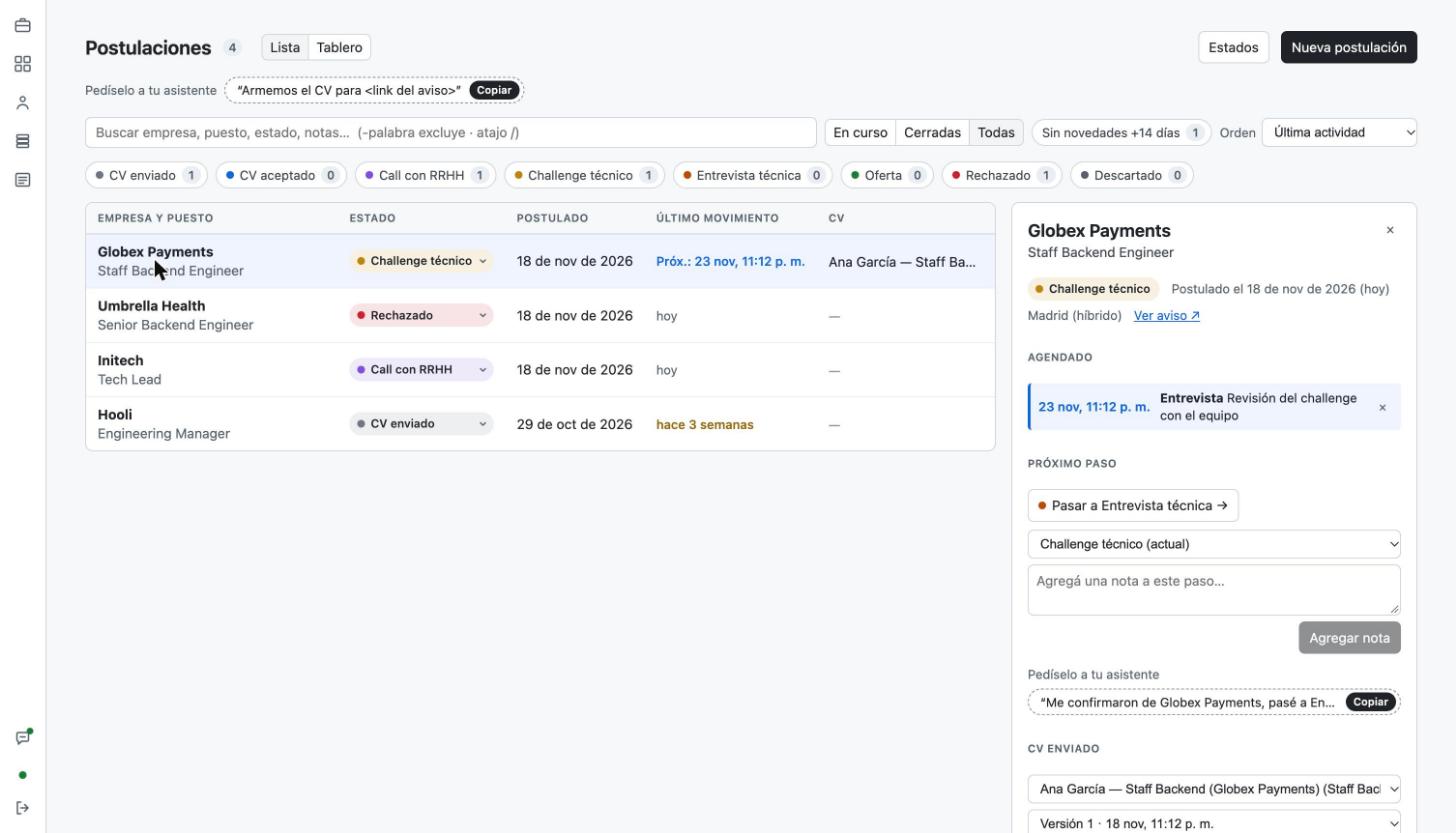 Postulaciones 4 Lista Tablero Estados Nueva postulación
Pedíselo a tu asistente “Armemos el CV para <link del aviso>” Copiar
Buscar empresa, puesto, estado, notas... (-palabra excluye · atajo /) En curso Cerradas Todas Sin novedades +14 días 1 Orden Última actividad
CV enviado 1 CV aceptado 0 Call con RRHH 1 Challenge técnico 1 Entrevista técnica 0 Oferta 0 Rechazado 1 Descartado 0
EMPRESA Y PUESTO ESTADO POSTULADO ÚLTIMO MOVIMIENTO CV
Globex Payments
Staff Backend Engineer
Challenge técnico 18 de nov de 2026 Próx.: 23 nov, 11:12 p. m. Ana García — Staff Ba...
Umbrella Health
Senior Backend Engineer
Rechazado 18 de nov de 2026 hoy —
Initech
Tech Lead
Call con RRHH 18 de nov de 2026 hoy —
Hooli
Engineering Manager
CV enviado 29 de oct de 2026 hace 3 semanas —
Globex Payments ×
Staff Backend Engineer
Challenge técnico Postulado el 18 de nov de 2026 (hoy)
Madrid (híbrido) Ver aviso ↗
AGENDADO
23 nov, 11:12 p. m. Entrevista Revisión del challenge
con el equipo ×
PRÓXIMO PASO
Pasar a Entrevista técnica →
Challenge técnico (actual)
Agregá una nota a este paso...
Agregar nota
Pedíselo a tu asistente
“Me confirmaron de Globex Payments, pasé a En... Copiar
CV ENVIADO
Ana García — Staff Backend (Globex Payments) (Staff Bac
Versión 1 · 18 nov, 11:12 p. m.